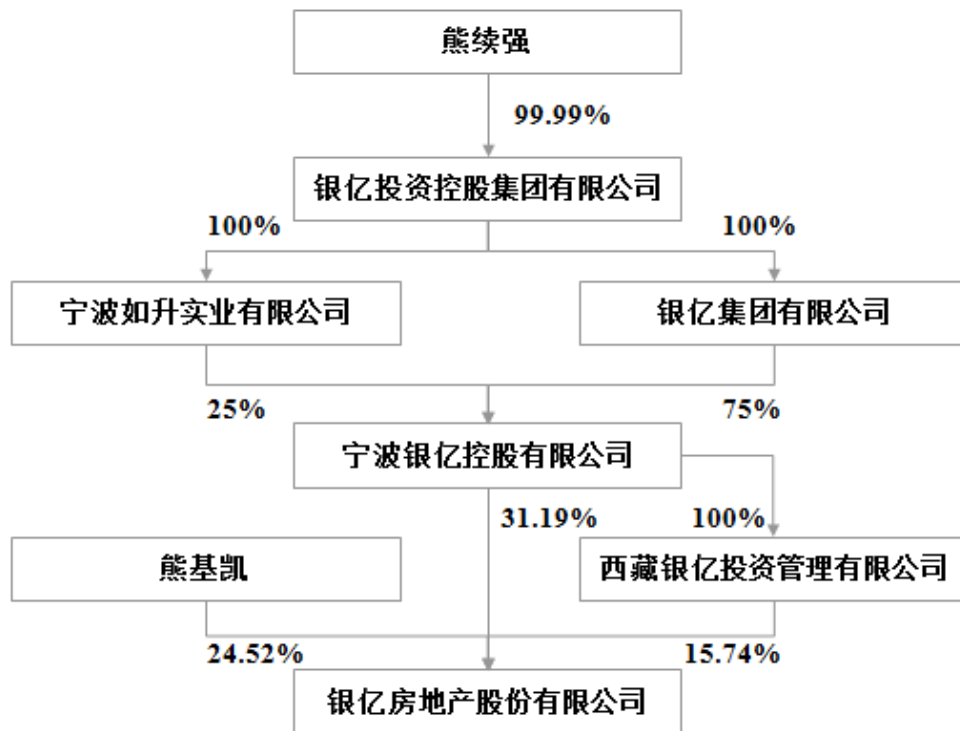 熊续强
99.99%
银亿投资控股集团有限公司
100%
100%
宁波如升实业有限公司
银亿集团有限公司
25%
75%
宁波银亿控股有限公司
31.19%
100%
熊基凯
西藏银亿投资管理有限公司
24.52%
15.74%
银亿房地产股份有限公司